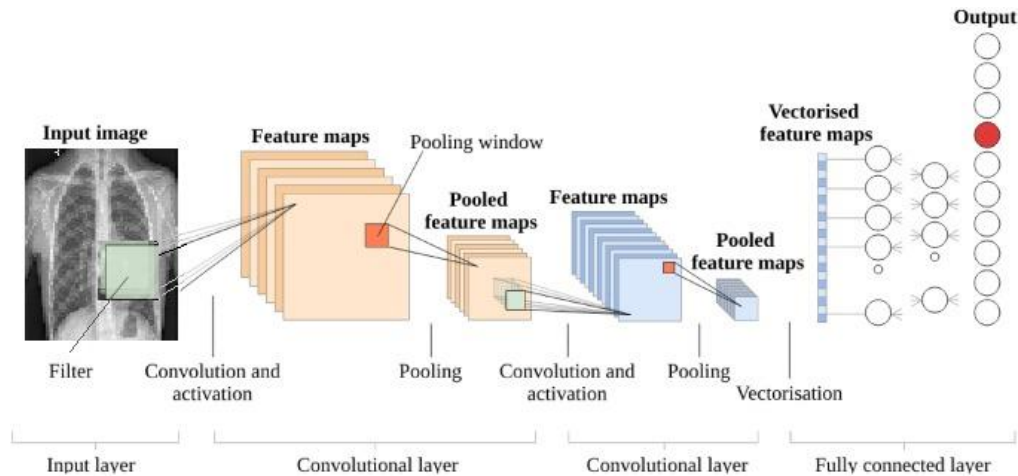 Output
Input image
Feature maps
Pooling window
Pooled
feature maps
Feature maps
Pooled
feature maps
Vectorised
feature maps
Filter
Convolution and
activation
Pooling
Convolution and
activation
Pooling
Vectorisation
Input layer
Convolutional layer
Convolutional layer
Fully connected layer